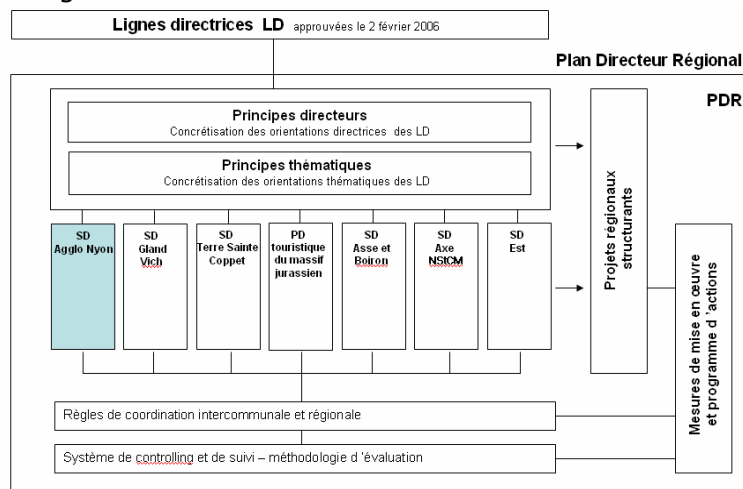 Lignes directrices LD approuvées le 2 février 2006
Plan Directeur Régional
PDR
Principes directeurs
Concrétisation des orientations directrices des LD
Principes thématiques
Concrétisation des orientations thématiques des LD
SD
Agglo Nyon
SD
Gland
Vich
SD
Terre Sainte
Coppet
PD
touristique
du massif
jurassien
SD
Asse et
Boiron
SD
Axe
NStCM
SD
Est
Projets régionaux
structurants
Mesures de mise en œuvre
et programme d 'actions
Règles de coordination intercommunale et régionale
Système de controlling et de suivi – méthodologie d 'évaluation